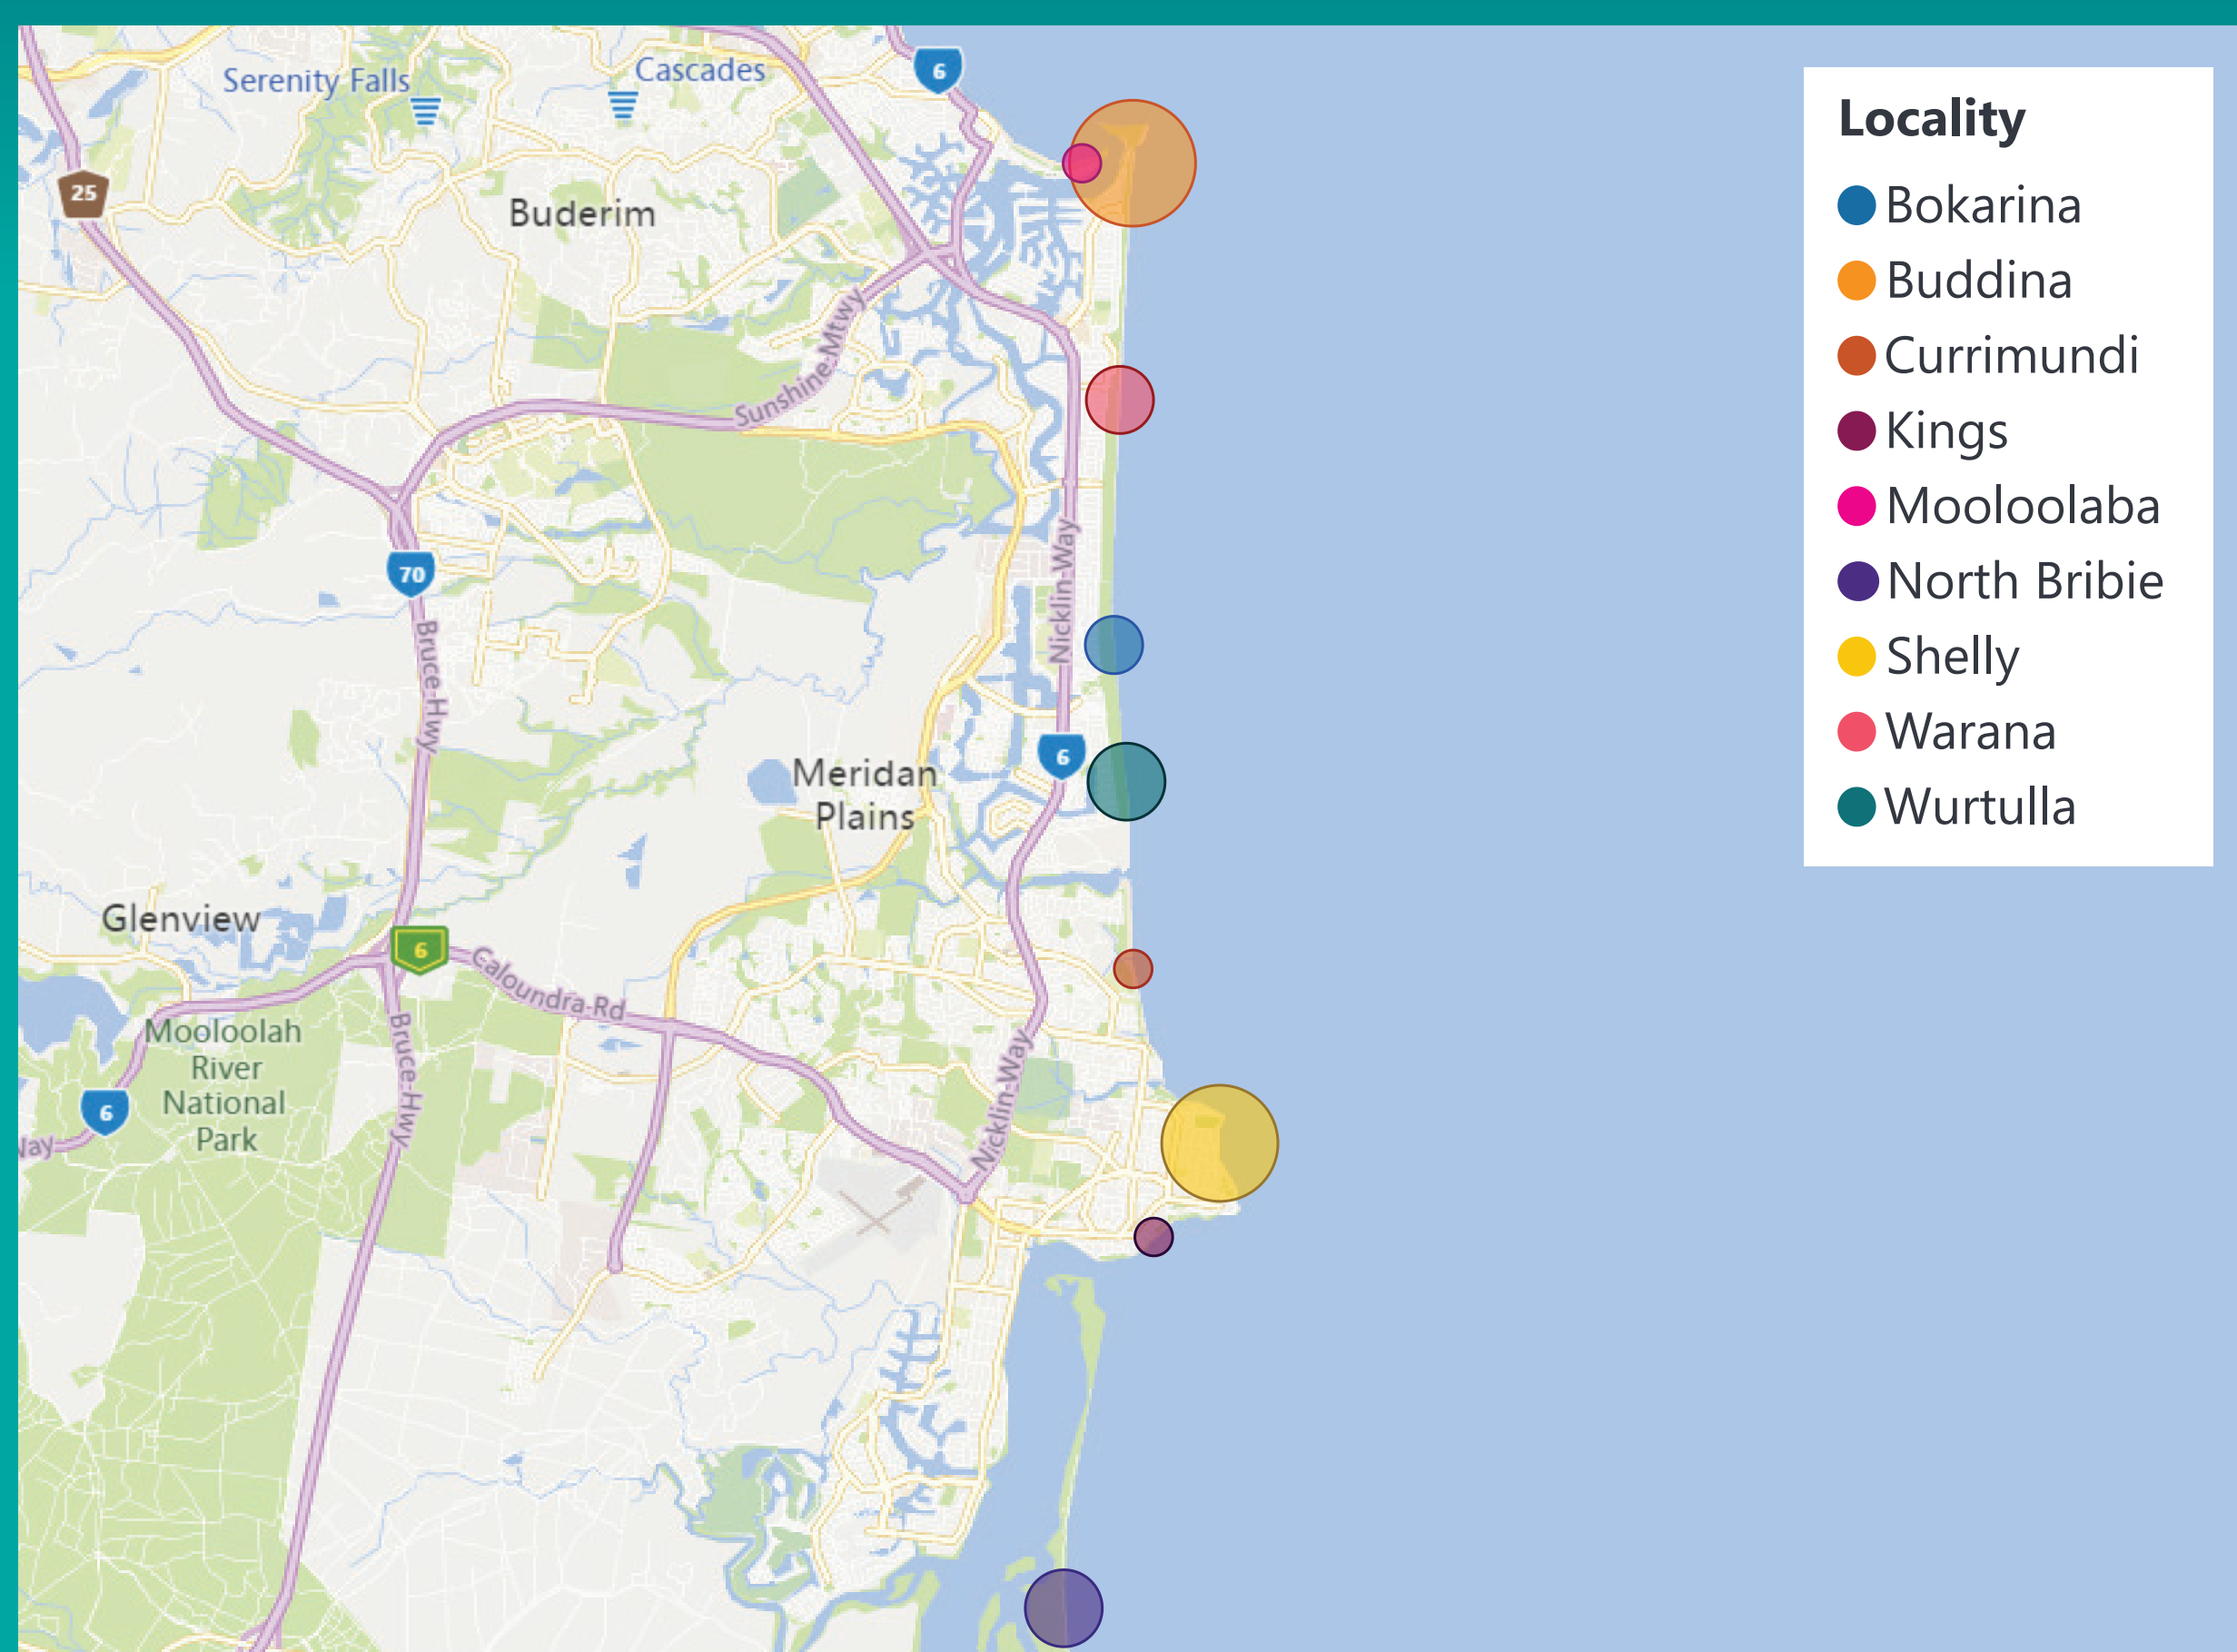 Serenity Falls
Cascades
6
25
Buderim
Sunshine-Mtwy
70
Bruce-Hwy
Nicklin-Way
6
Meridan
Plains
Glenview
6
Caloundra-Rd
Mooloolah
River
National
Park
6
Way
Bruce-Hwy
Nicklin-Way
Locality
Bokarina
Buddina
Currimundi
Kings
Mooloolaba
North Bribie
Shelly
Warana
Wurtulla